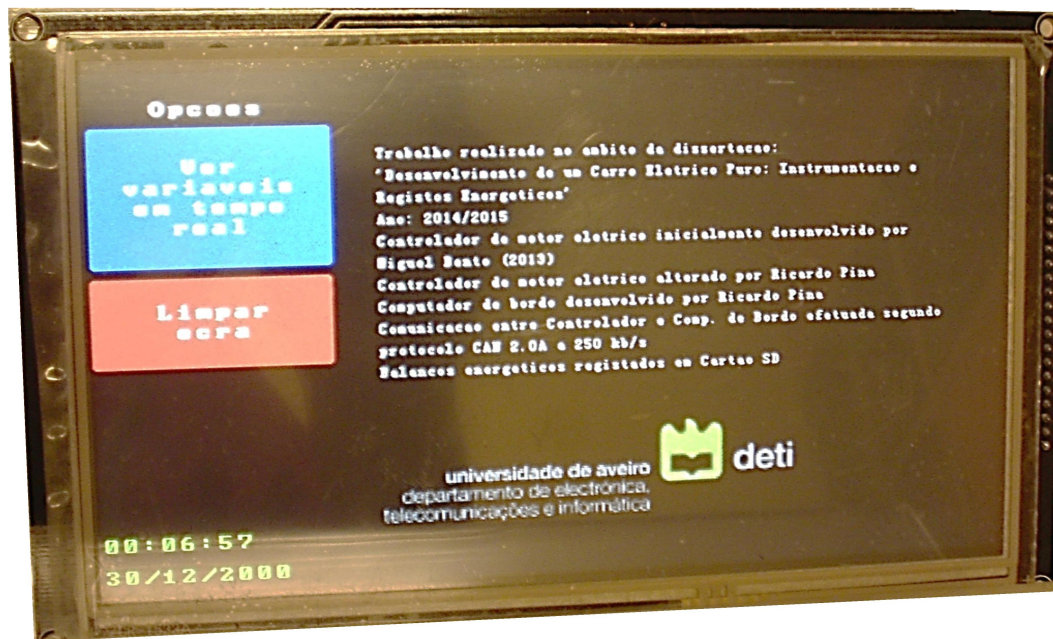 Opcoes
Ver
variaveis
em tempo
real
Limpar
ecra
Trabalho realizado no ambito da dissertacao:
"Desenvolvimento de um Carro Eletrico Puro: Instrumentacao e
Registos Energeticos"
Ano: 2014/2015
Controlador de motor eletrico inicialmente desenvolvido por
Miguel Bento (2013)
Controlador de motor eletrico alterado por Ricardo Pina
Computador de bordo desenvolvido por Ricardo Pina
Comunicacao entre Controlador e Comp. de Bordo efetuada segundo
protocolo CAN 2.0A a 250 kb/s
Balancos energeticos registados em Cartao SD
deti
universidade de aveiro
departamento de electrónica,
telecomunicações e informática
00:06:57
30/12/2000